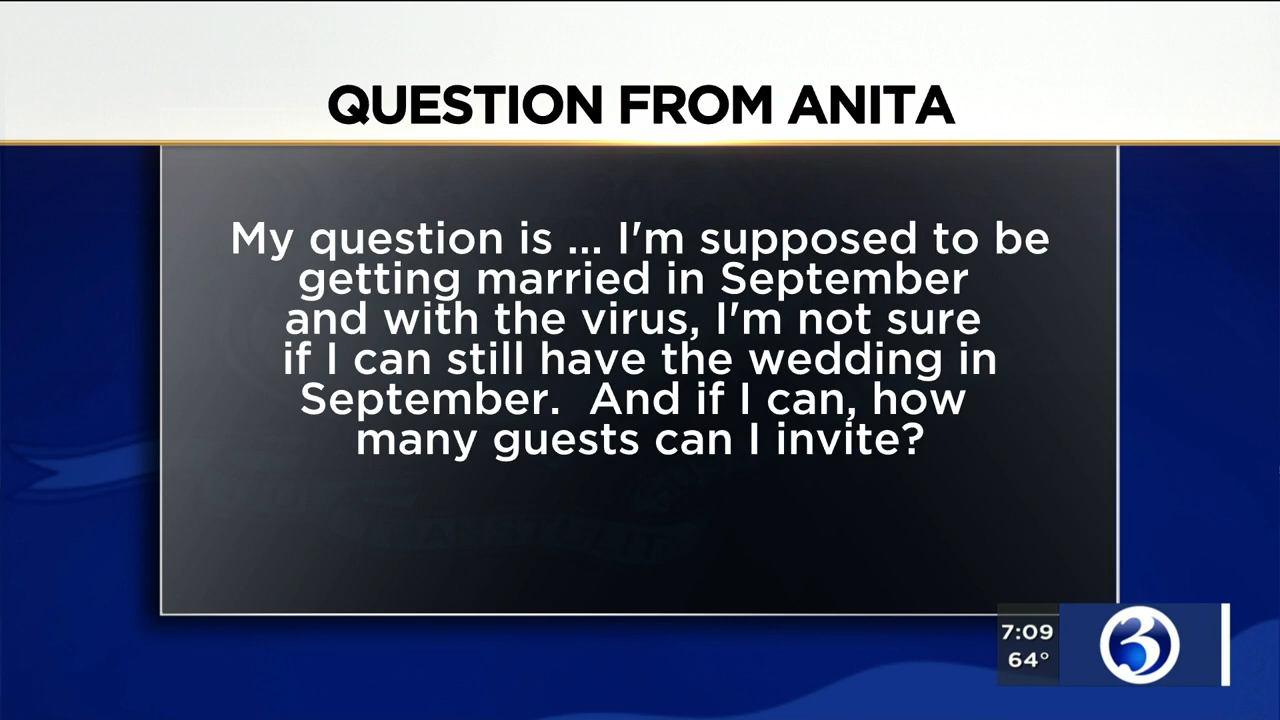 QUESTION FROM ANITA
My question is ... I'm supposed to be
getting married in September
and with the virus, I'm not sure
if I can still have the wedding in
September.  And if I can, how
many guests can I invite?
7:09
64°
3